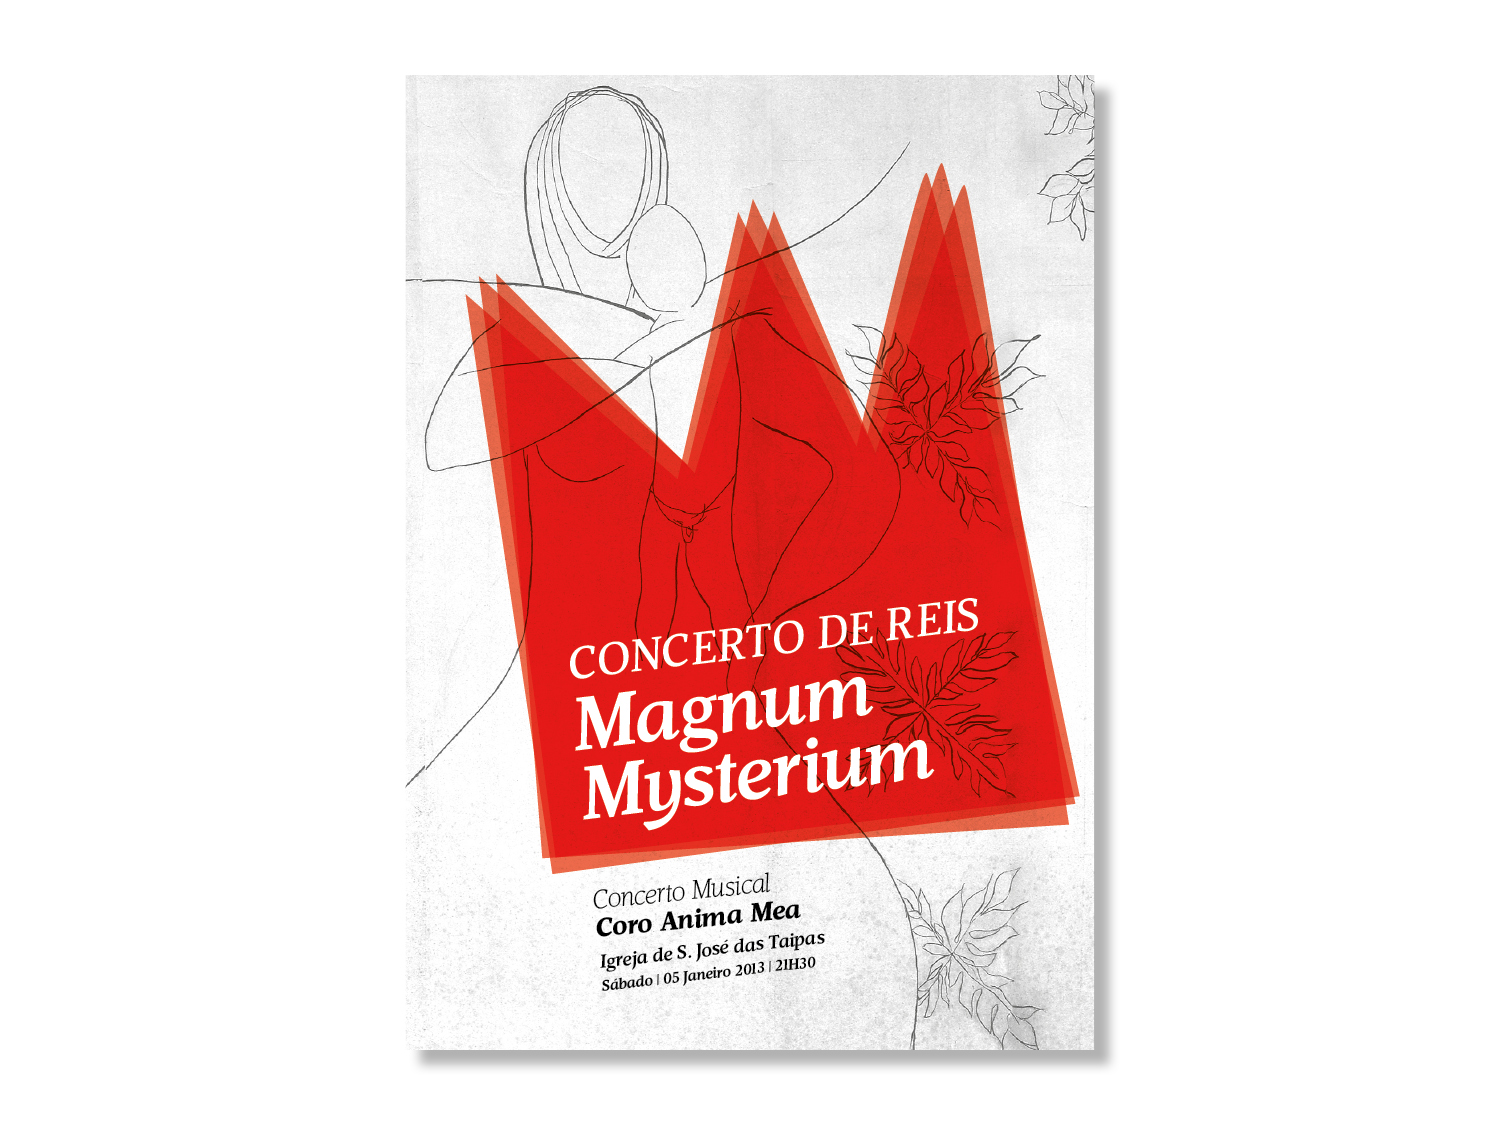 CONCERTO DE REIS
Magnum
Mysterium
Concerto Musical
Coro Anima Mea
Igreja de S. José das Taipas
Sábado | 05 Janeiro 2013 | 21H30